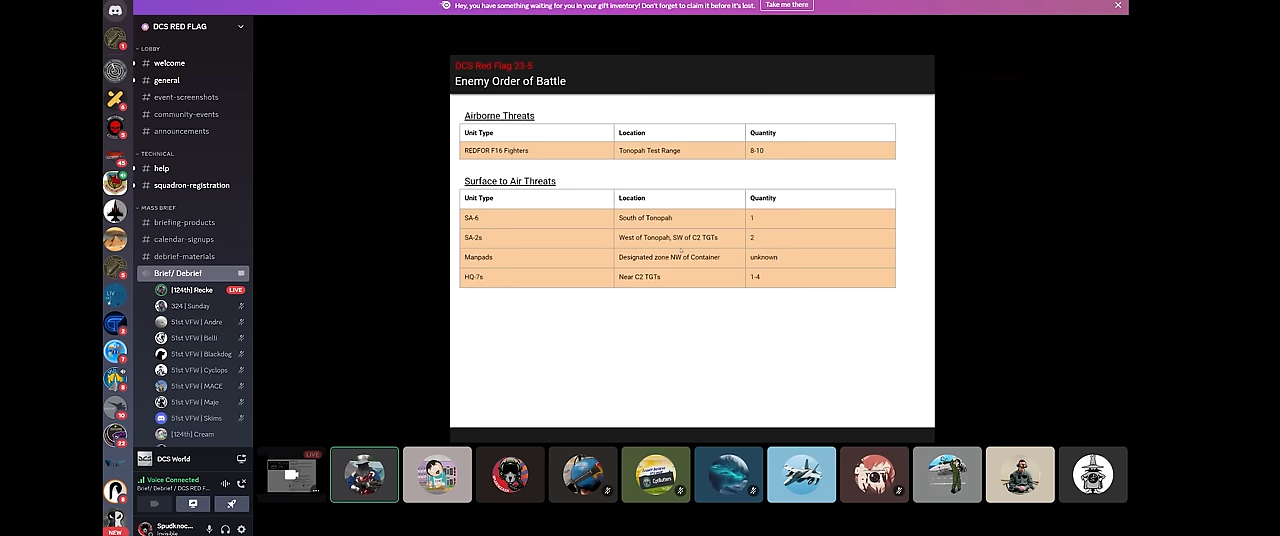 Hey, you have something waiting for you in your gift inventory! Don't forget to claim it before it's lost.
Take me there
DCS RED FLAG
LOBBY
welcome
general
event-screenshots
community-events
announcements
TECHNICAL
help
squadron-registration
MASS BRIEF
briefing-products
calendar-signups
debrief-materials
Brief/ Debrief
[124th] Recke LIVE
324 | Sunday
51st VFW | Andre
51st VFW | Belli
51st VFW | Blackdog
51st VFW | Cyclops
51st VFW | MACE
51st VFW | Maje
51st VFW | Skims
[124th] Cream
DCS World
Voice Connected
Brief/ Debrief / DCS RED F...
Spudknoc...
Invisible
NEW
DCS Red Flag 23-5
Enemy Order of Battle
Airborne Threats
Unit Type Location Quantity
REDFOR F16 Fighters Tonopah Test Range 8-10
Surface to Air Threats
Unit Type Location Quantity
SA-6 South of Tonopah 1
SA-2s West of Tonopah, SW of C2 TGTs 2
Manpads Designated zone NW of Container unknown
HQ-7s Near C2 TGTs 1-4
LIVE